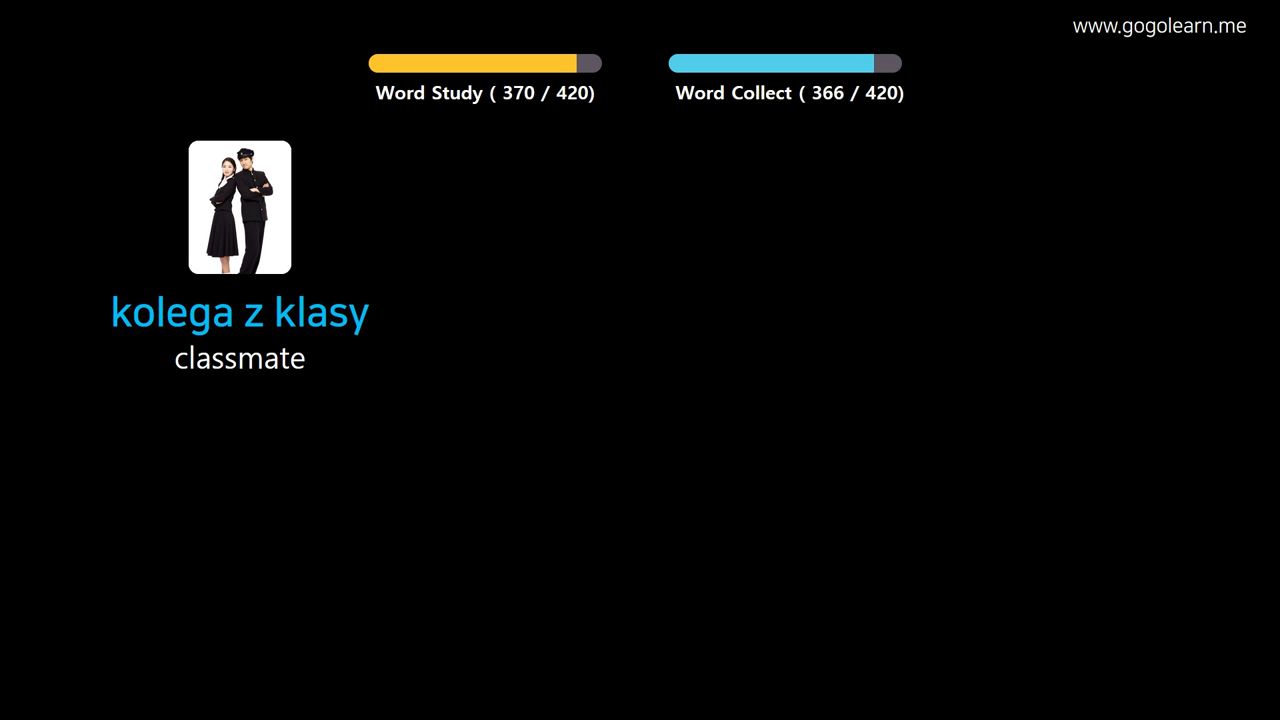 www.gogolearn.me
Word Study ( 370 / 420)
Word Collect ( 366 / 420)
kolega z klasy
classmate